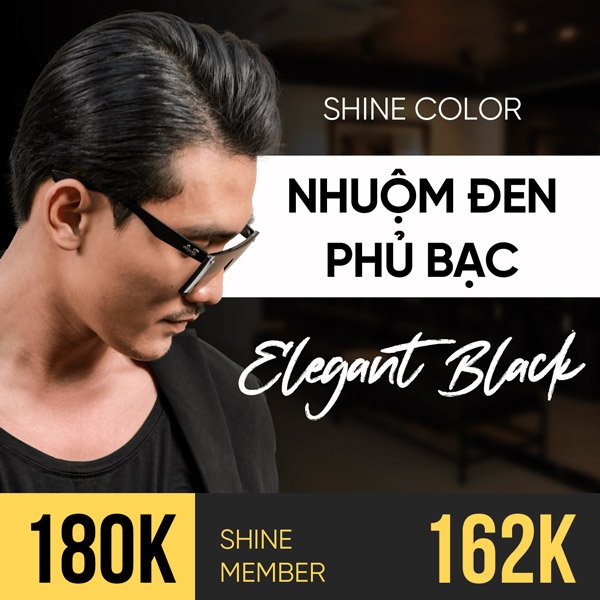 SHINE COLOR
NHUỘM ĐEN
PHỦ BẠC
Elegant Black
180K
SHINE
MEMBER
162K